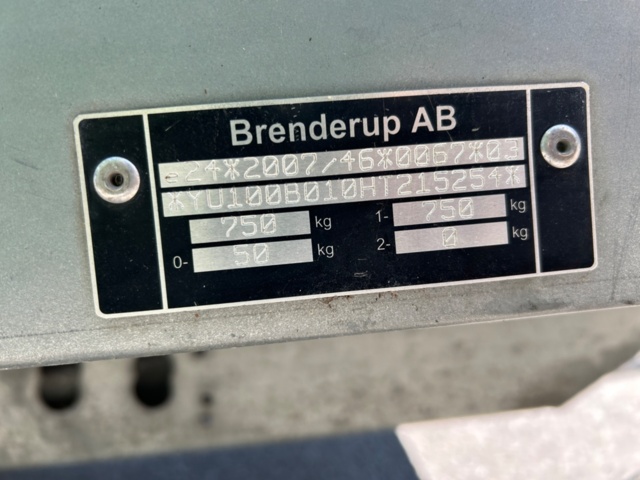 Brenderup AB
e24*2007/46*0067*03
*YU100B010HT215254*
750 kg 1- 750 kg
0- 50 kg 2- 0 kg